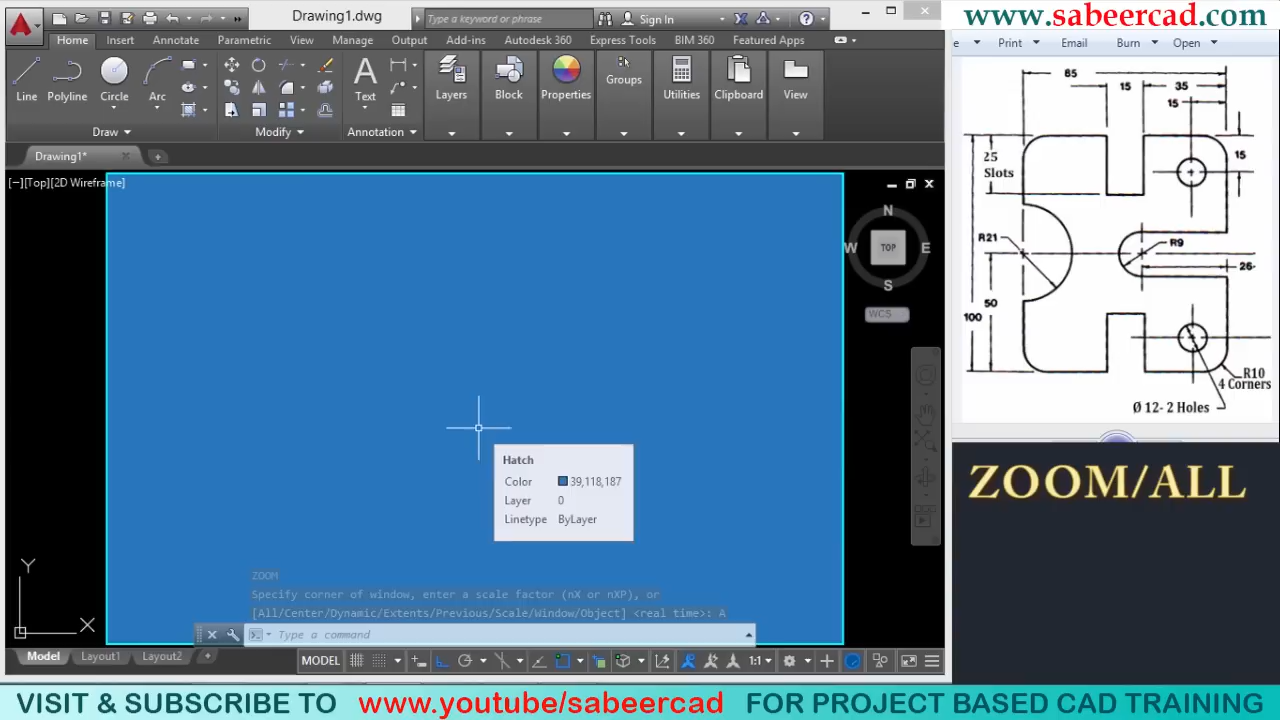 Drawing1.dwg
Type a keyword or phrase
Sign In
www.sabeercad.com
Home Insert Annotate Parametric View Manage Output Add-ins Autodesk 360 Express Tools BIM 360 Featured Apps
e Print Email Burn Open
Line Polyline Circle Arc Text Layers Block Properties Groups Utilities Clipboard View
Draw Modify Annotation
Drawing1*
[−][Top][2D Wireframe]
N
W TOP E
S
WCS
65
15 35
15
25
Slots
15
R21
R9
26-
50
100
R10
4 Corners
Ø 12- 2 Holes
Hatch
Color 39,118,187
Layer 0
Linetype ByLayer
ZOOM/ALL
Y
X
ZOOM
Specify corner of window, enter a scale factor (nX or nXP), or
[All/Center/Dynamic/Extents/Previous/Scale/Window/Object] <real time>: A
Type a command
Model Layout1 Layout2 +
MODEL 1:1
VISIT & SUBSCRIBE TO www.youtube/sabeercad FOR PROJECT BASED CAD TRAINING